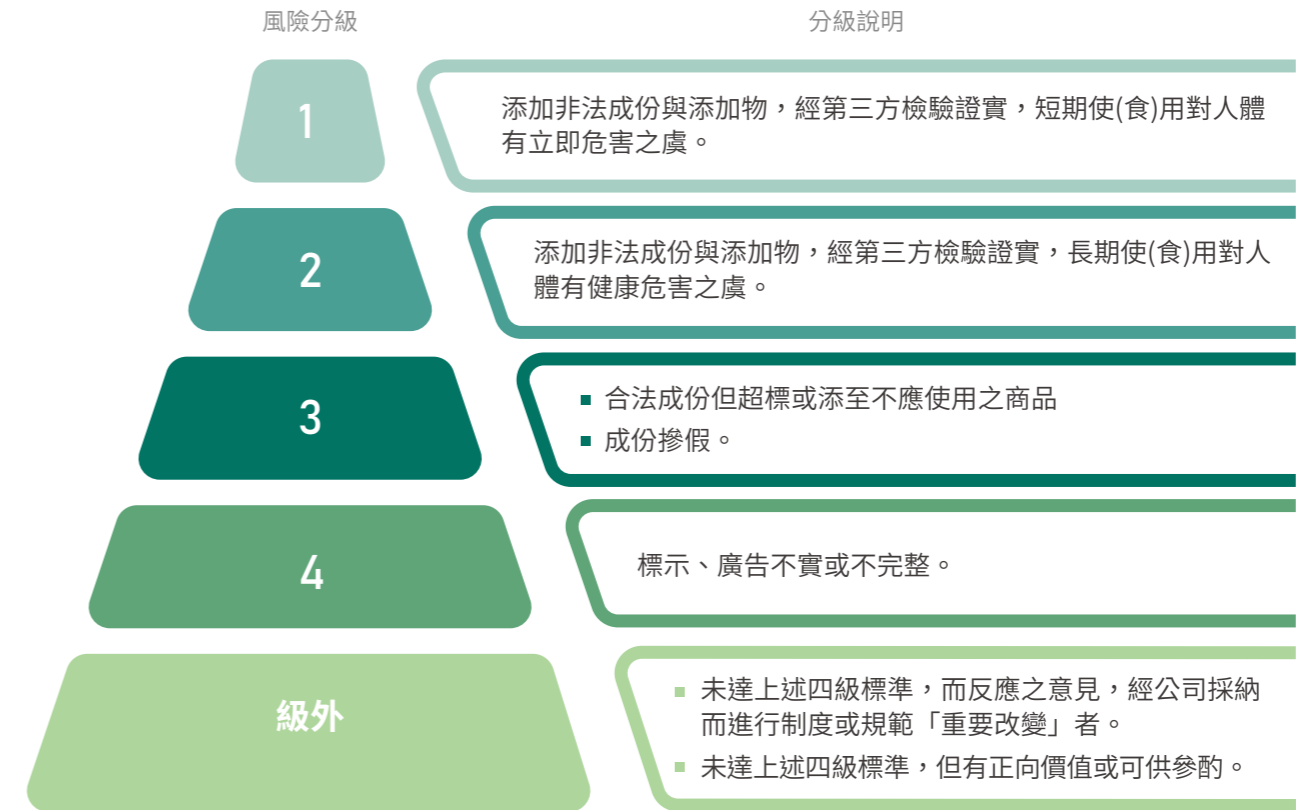 風險分級
分級說明
1
添加非法成份與添加物，經第三方檢驗證實，短期使(食)用對人體
有立即危害之虞。
2
添加非法成份與添加物，經第三方檢驗證實，長期使(食)用對人
體有健康危害之虞。
3
▪ 合法成份但超標或添至不應使用之商品
▪ 成份摻假。
4
標示、廣告不實或不完整。
級外
▪ 未達上述四級標準，而反應之意見，經公司採納
而進行制度或規範「重要改變」者。
▪ 未達上述四級標準，但有正向價值或可供參酌。